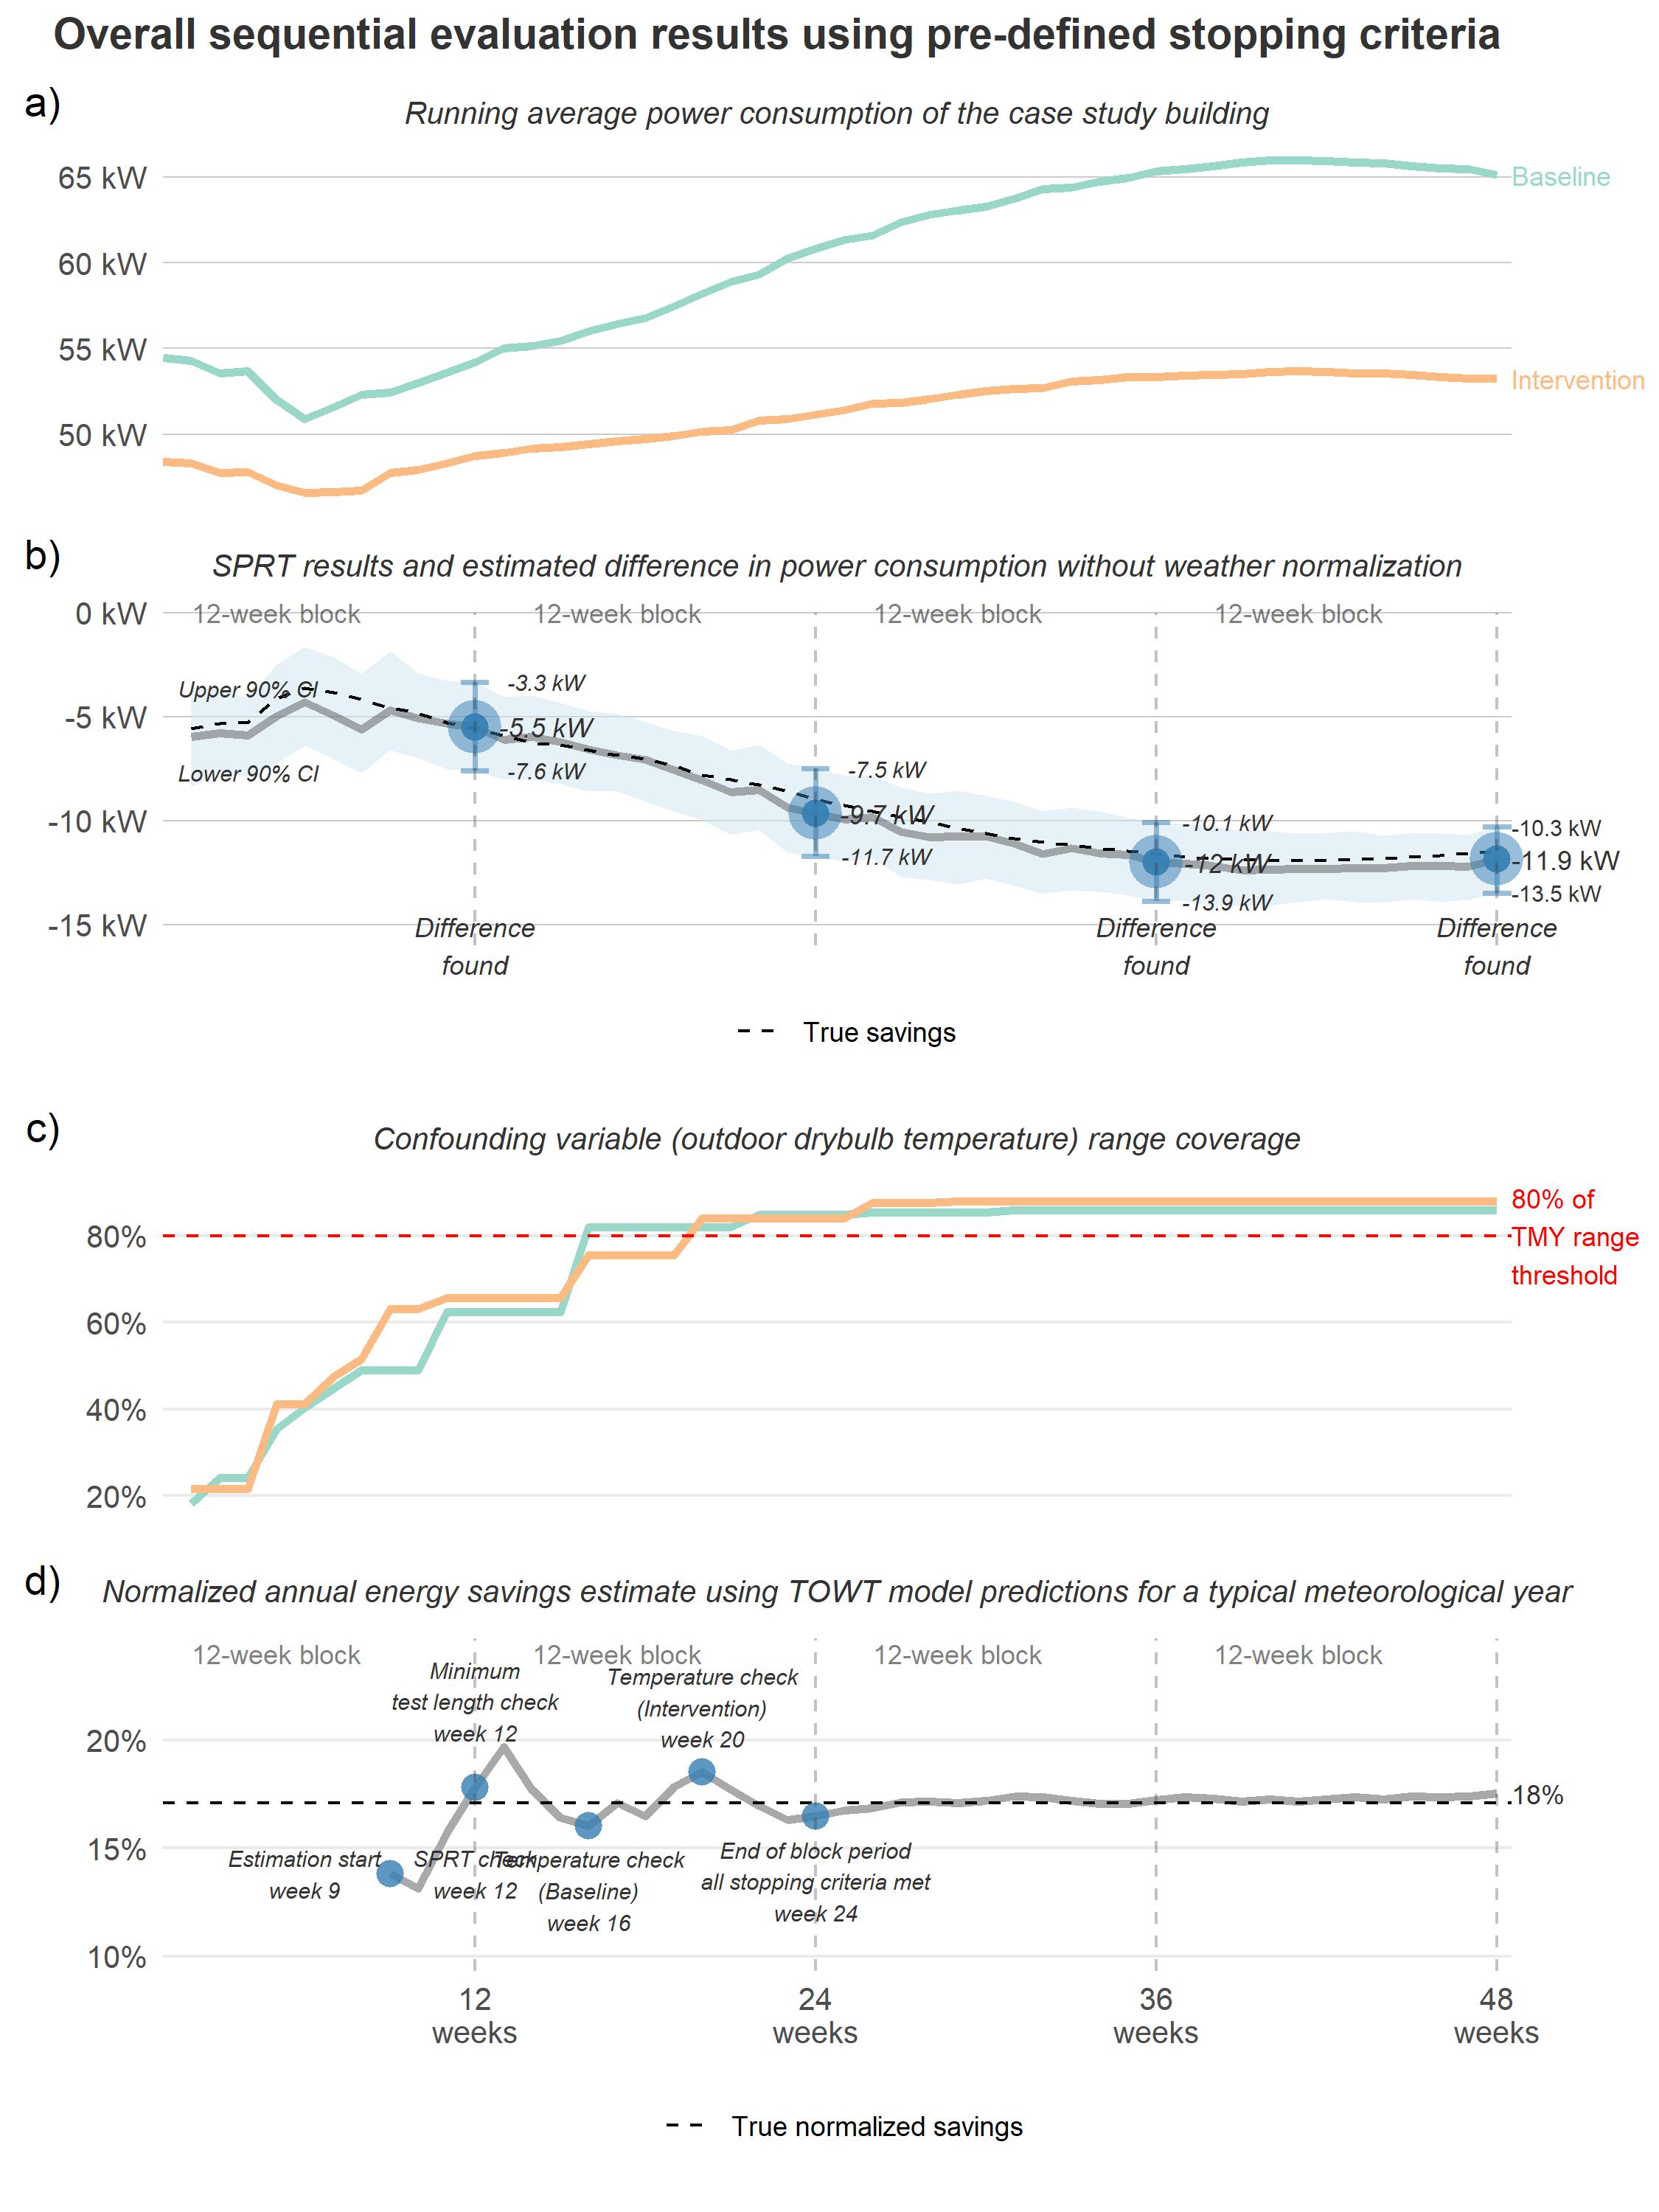 Overall sequential evaluation results using pre-defined stopping criteria
a)
Running average power consumption of the case study building
65 kW
60 kW
55 kW
50 kW
Baseline
Intervention
b)
SPRT results and estimated difference in power consumption without weather normalization
0 kW
-5 kW
-10 kW
-15 kW
12-week block
12-week block
12-week block
12-week block
Upper 90% CI
Lower 90% CI
-3.3 kW
-5.5 kW
-7.6 kW
-7.5 kW
-9.7 kW
-11.7 kW
-10.1 kW
-12 kW
-13.9 kW
-10.3 kW
-11.9 kW
-13.5 kW
Difference
found
Difference
found
Difference
found
True savings
c)
Confounding variable (outdoor drybulb temperature) range coverage
80%
60%
40%
20%
80% of
TMY range
threshold
d)
Normalized annual energy savings estimate using TOWT model predictions for a typical meteorological year
12-week block
12-week block
12-week block
12-week block
20%
15%
10%
Minimum
test length check
week 12
Temperature check
(Intervention)
week 20
Estimation start
week 9
SPRT check
week 12
Temperature check
(Baseline)
week 16
End of block period
all stopping criteria met
week 24
18%
12
weeks
24
weeks
36
weeks
48
weeks
True normalized savings